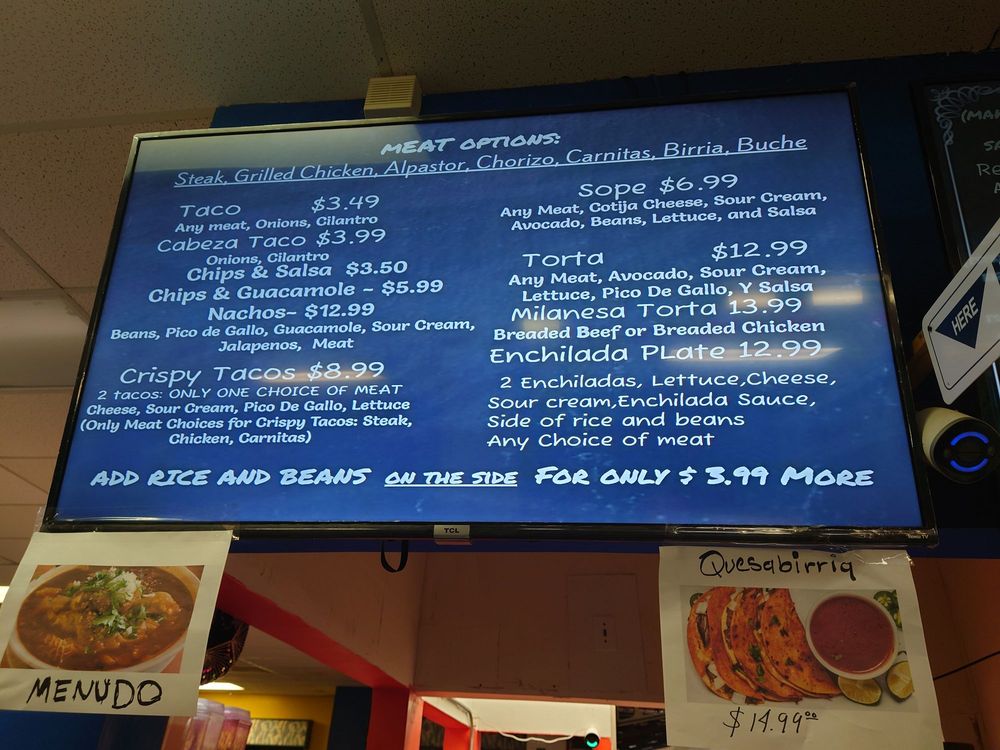 MEAT OPTIONS:
Steak, Grilled Chicken, Alpastor, Chorizo, Carnitas, Birria, Buche
Taco $3.49
Any meat, Onions, Cilantro
Cabeza Taco $3.99
Onions, Cilantro
Chips & Salsa $3.50
Chips & Guacamole ~ $5.99
Nachos~ $12.99
Beans, Pico de Gallo, Guacamole, Sour Cream,
Jalapenos, Meat
Crispy Tacos $8.99
2 tacos: ONLY ONE CHOICE OF MEAT
Cheese, Sour Cream, Pico De Gallo, Lettuce
(Only Meat Choices for Crispy Tacos: Steak,
Chicken, Carnitas)
Sope $6.99
Any Meat, Cotija Cheese, Sour Cream,
Avocado, Beans, Lettuce, and Salsa
Torta $12.99
Any Meat, Avocado, Sour Cream,
Lettuce, Pico De Gallo, Y Salsa
Milanesa Torta 13.99
Breaded Beef or Breaded Chicken
Enchilada PLate 12.99
2 Enchiladas, Lettuce,Cheese,
Sour cream,Enchilada Sauce,
Side of rice and beans
Any Choice of meat
ADD RICE AND BEANS ON THE SIDE FOR ONLY $ 3.99 MORE
TCL
Roku TV
HERE
MENUDO
Quesabirria
$14.99⁰⁰